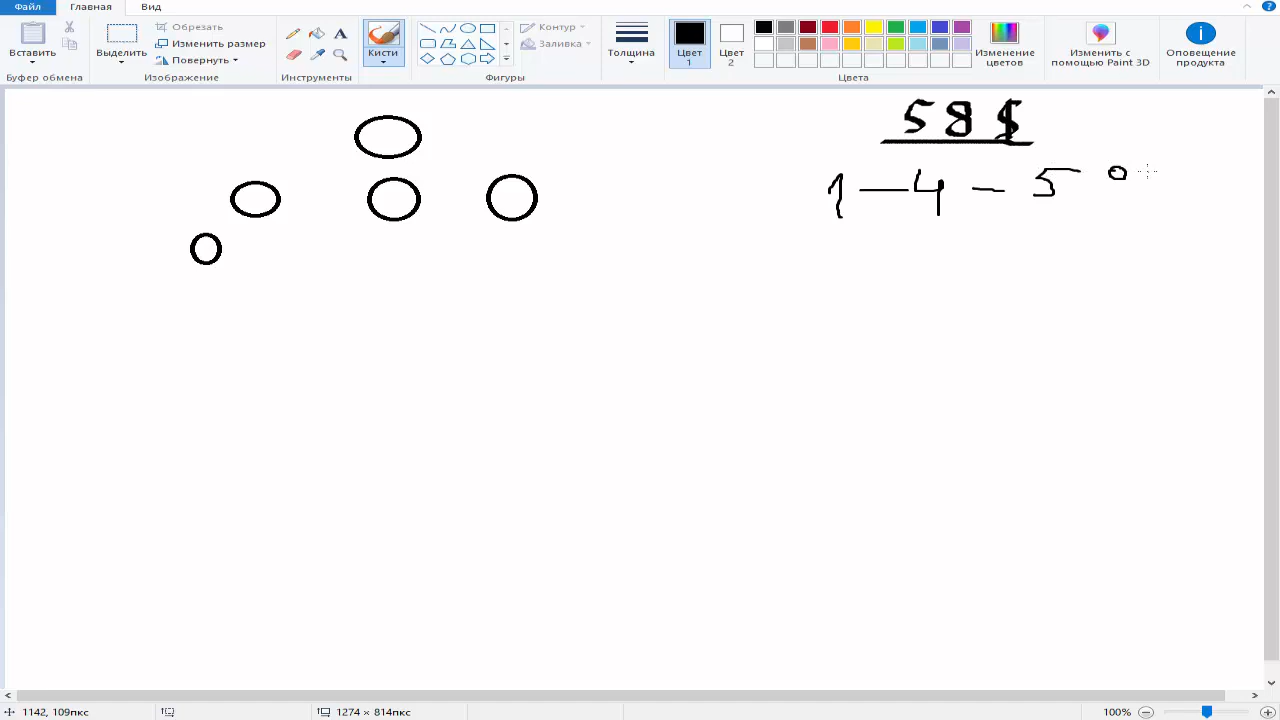 Файл Главная Вид
Вставить
Буфер обмена
Выделить
Обрезать
Изменить размер
Повернуть
Изображение
A
Инструменты
Кисти
Контур
Заливка
Фигуры
Толщина
Цвет
1
Цвет
2
Цвета
Изменение
цветов
Изменить с
помощью Paint 3D
Оповещение
продукта
58$
1 — 4 — 5 °
1142, 109пкс
1274 × 814пкс
100%